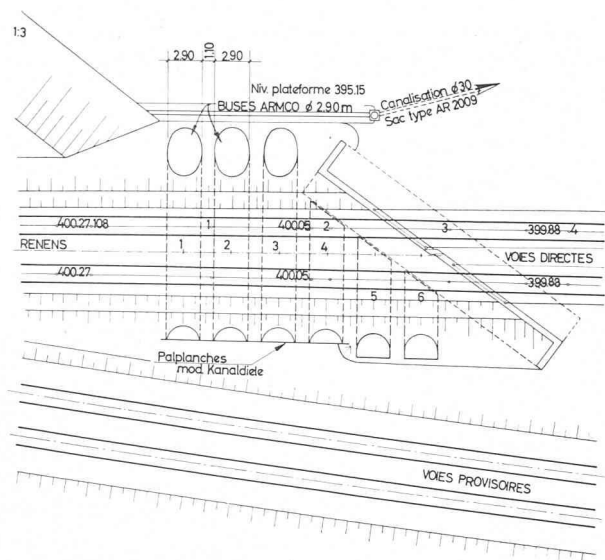 1:3
2.90 1.10 2.90
Niv. plateforme 395.15
BUSES ARMCO ø 2.90m
Canalisation ø 30
Sac type AR 2009
400.27.108 1 400.05 2 3 399.88 4
RENENS 1 2 3 4 VOIES DIRECTES
400.27 400.05 399.88
5 6
Palplanches
mod. Kanaldiele
VOIES PROVISOIRES